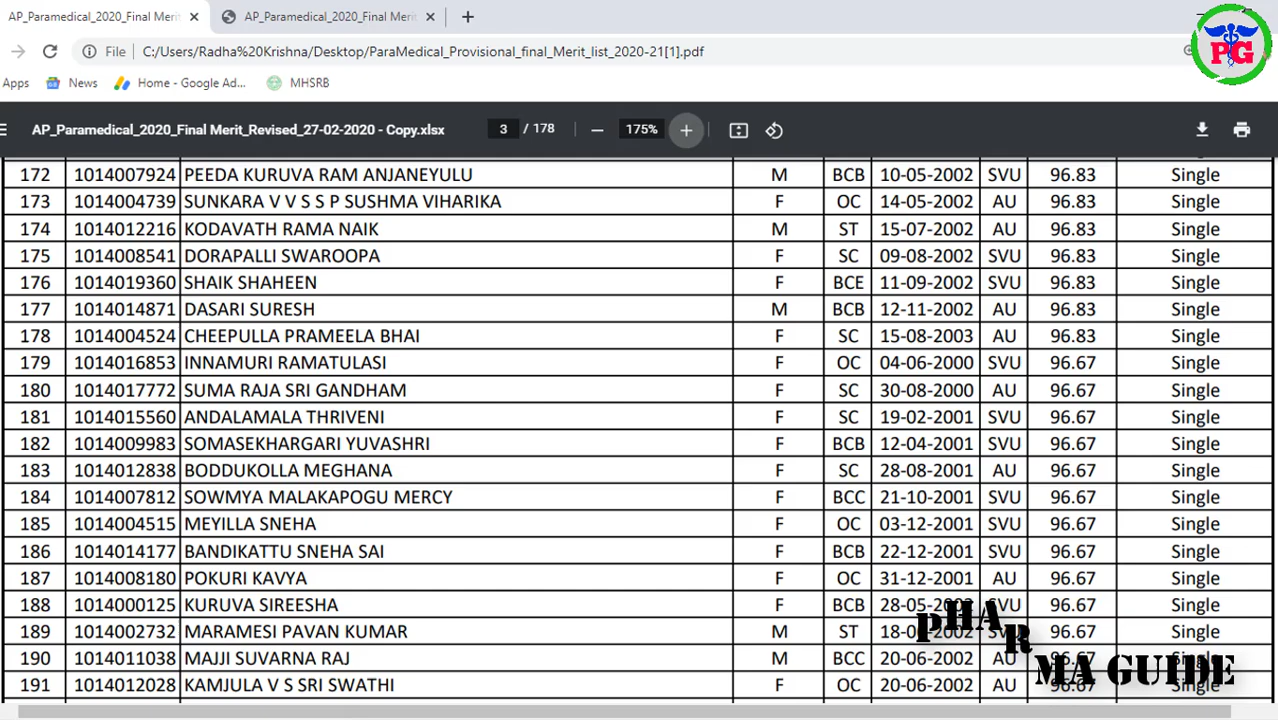 AP_Paramedical_2020_Final Merit
AP_Paramedical_2020_Final Merit
File C:/Users/Radha%20Krishna/Desktop/ParaMedical_Provisional_final_Merit_list_2020-21[1].pdf
PG
Apps News Home - Google Ad... MHSRB
AP_Paramedical_2020_Final Merit_Revised_27-02-2020 - Copy.xlsx 3 / 178 175%
172 1014007924 PEEDA KURUVA RAM ANJANEYULU M BCB 10-05-2002 SVU 96.83 Single
173 1014004739 SUNKARA V V S S P SUSHMA VIHARIKA F OC 14-05-2002 AU 96.83 Single
174 1014012216 KODAVATH RAMA NAIK M ST 15-07-2002 AU 96.83 Single
175 1014008541 DORAPALLI SWAROOPA F SC 09-08-2002 SVU 96.83 Single
176 1014019360 SHAIK SHAHEEN F BCE 11-09-2002 SVU 96.83 Single
177 1014014871 DASARI SURESH M BCB 12-11-2002 AU 96.83 Single
178 1014004524 CHEEPULLA PRAMEELA BHAI F SC 15-08-2003 AU 96.83 Single
179 1014016853 INNAMURI RAMATULASI F OC 04-06-2000 SVU 96.67 Single
180 1014017772 SUMA RAJA SRI GANDHAM F SC 30-08-2000 AU 96.67 Single
181 1014015560 ANDALAMALA THRIVENI F SC 19-02-2001 SVU 96.67 Single
182 1014009983 SOMASEKHARGARI YUVASHRI F BCB 12-04-2001 SVU 96.67 Single
183 1014012838 BODDUKOLLA MEGHANA F SC 28-08-2001 AU 96.67 Single
184 1014007812 SOWMYA MALAKAPOGU MERCY F BCC 21-10-2001 SVU 96.67 Single
185 1014004515 MEYILLA SNEHA F OC 03-12-2001 SVU 96.67 Single
186 1014014177 BANDIKATTU SNEHA SAI F BCB 22-12-2001 SVU 96.67 Single
187 1014008180 POKURI KAVYA F OC 31-12-2001 AU 96.67 Single
188 1014000125 KURUVA SIREESHA F BCB 28-05-2002 SVU 96.67 Single
189 1014002732 MARAMESI PAVAN KUMAR M ST SVU 96.67 Single
190 1014011038 MAJJI SUVARNA RAJ M BCC 20-06-2002 AU 96.67 Single
191 1014012028 KAMJULA V S SRI SWATHI F OC 20-06-2002 AU 96.67 Single
pHARMA GUIDE